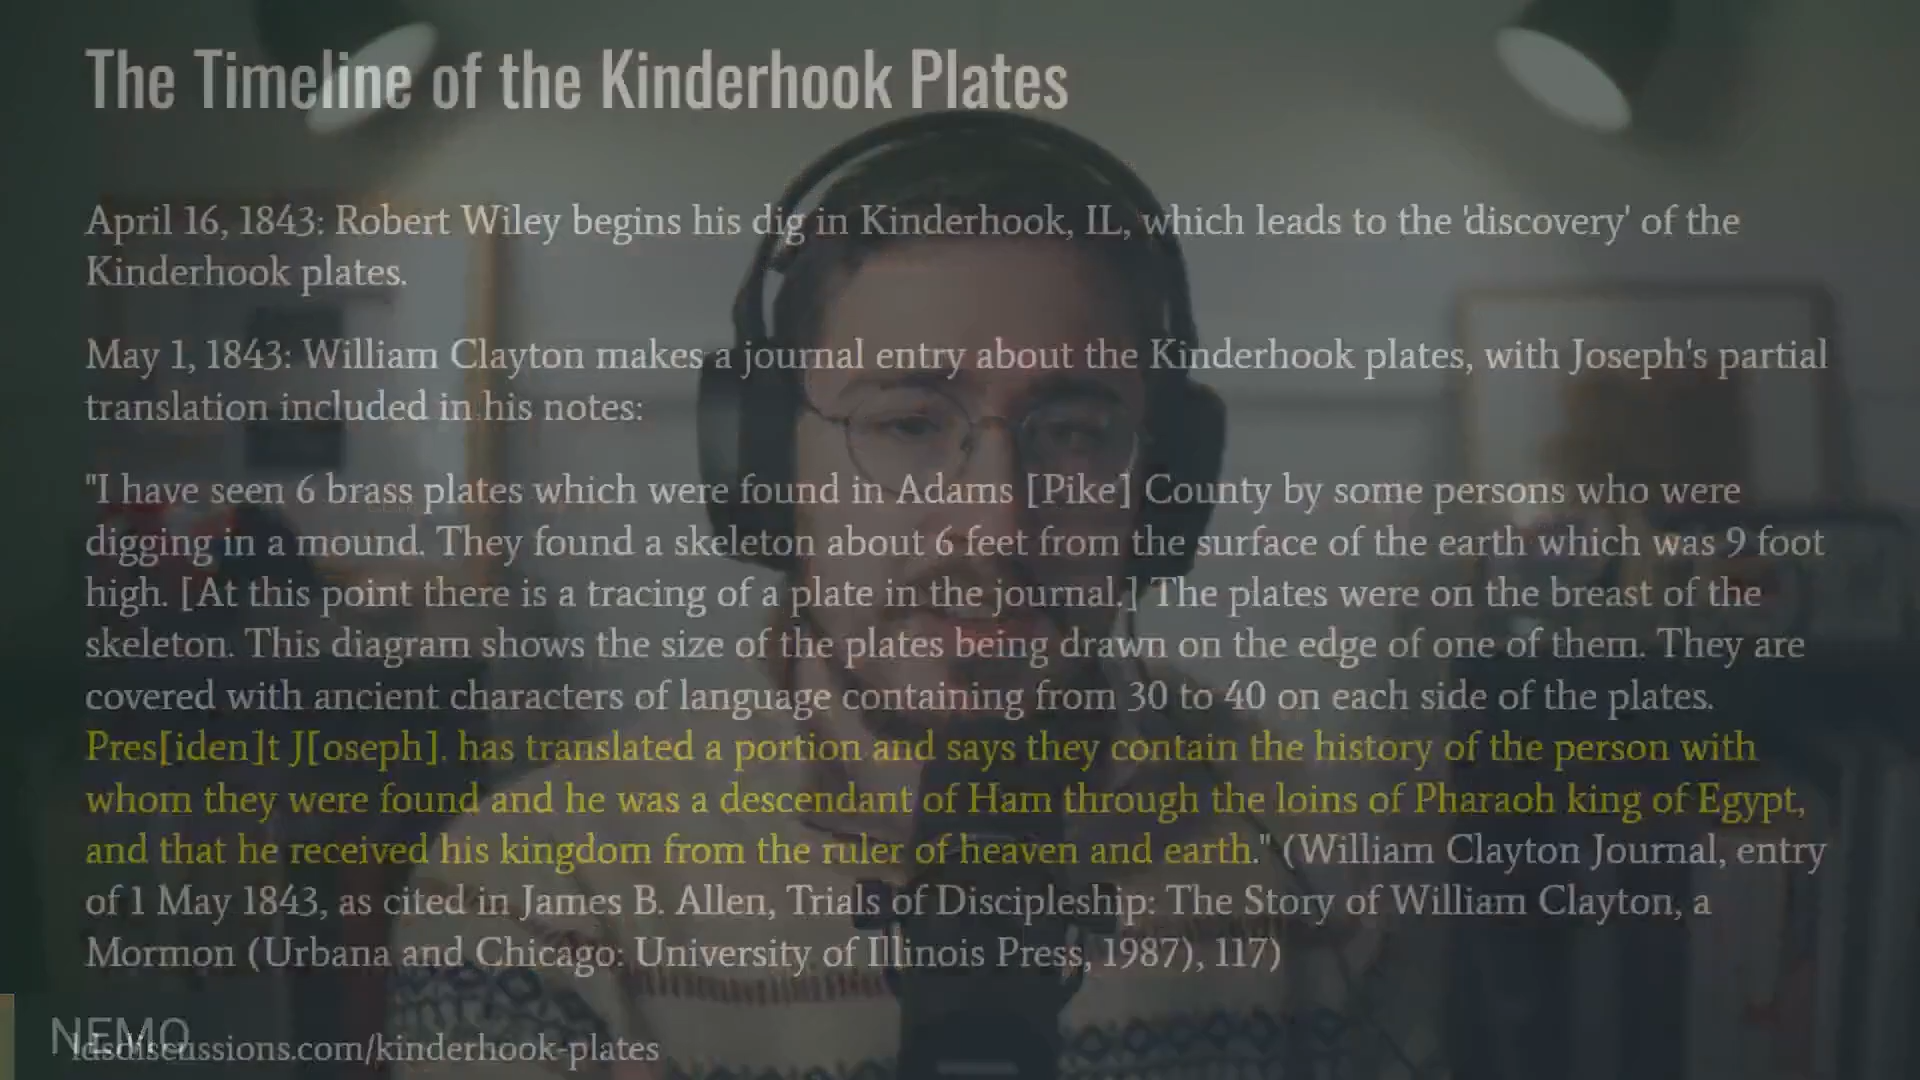 The Timeline of the Kinderhook Plates
April 16, 1843: Robert Wiley begins his dig in Kinderhook, IL, which leads to the 'discovery' of the
Kinderhook plates.
May 1, 1843: William Clayton makes a journal entry about the Kinderhook plates, with Joseph's partial
translation included in his notes:
"I have seen 6 brass plates which were found in Adams [Pike] County by some persons who were
digging in a mound. They found a skeleton about 6 feet from the surface of the earth which was 9 foot
high. [At this point there is a tracing of a plate in the journal.] The plates were on the breast of the
skeleton. This diagram shows the size of the plates being drawn on the edge of one of them. They are
covered with ancient characters of language containing from 30 to 40 on each side of the plates.
Pres[iden]t J[oseph]. has translated a portion and says they contain the history of the person with
whom they were found and he was a descendant of Ham through the loins of Pharaoh king of Egypt,
and that he received his kingdom from the ruler of heaven and earth." (William Clayton Journal, entry
of 1 May 1843, as cited in James B. Allen, Trials of Discipleship: The Story of William Clayton, a
Mormon (Urbana and Chicago: University of Illinois Press, 1987), 117)
NEMO
ldsdiscussions.com/kinderhook-plates